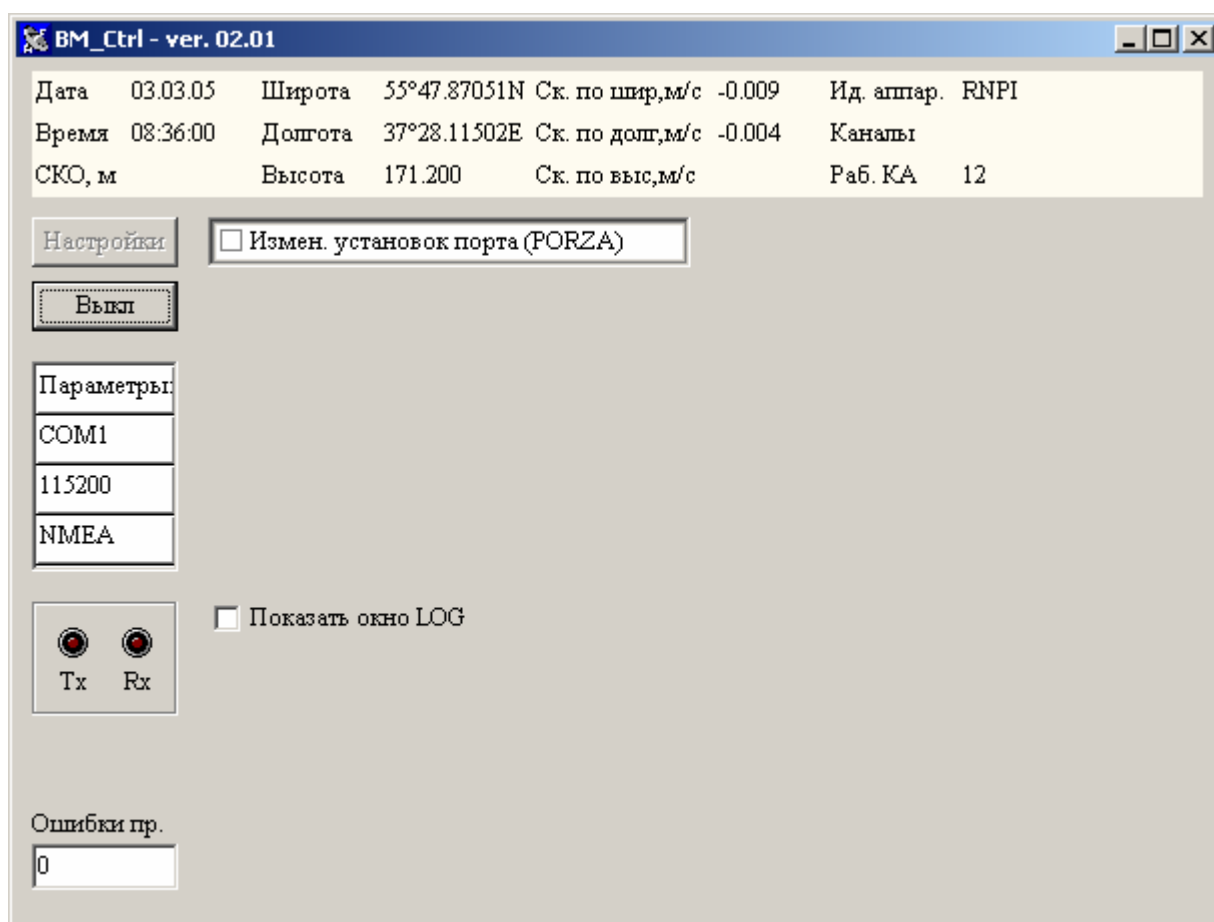 BM_Ctrl - ver. 02.01
Дата 03.03.05 Широта 55°47.87051N Ск. по шир,м/с -0.009 Ид. аппар. RNPI
Время 08:36:00 Долгота 37°28.11502E Ск. по долг,м/с -0.004 Каналы
СКО, м Высота 171.200 Ск. по выс,м/с Раб. КА 12
Настройки Измен. установок порта (PORZA)
Выкл
Параметры:
COM1
115200
NMEA
Показать окно LOG
Tx Rx
Ошибки пр.
0